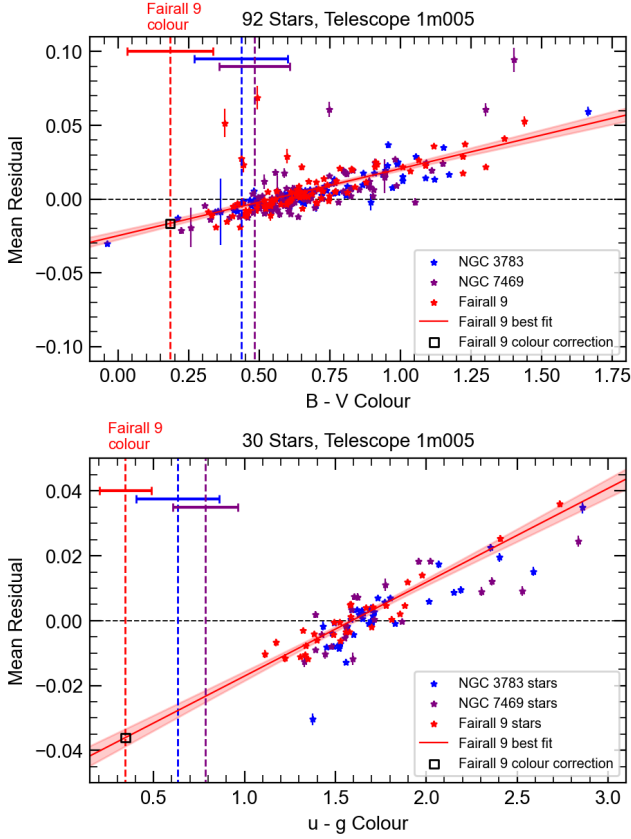 Fairall 9
colour
92 Stars, Telescope 1m005
0.10
0.05
0.00
−0.05
−0.10
Mean Residual
NGC 3783
NGC 7469
Fairall 9
Fairall 9 best fit
Fairall 9 colour correction
0.00 0.25 0.50 0.75 1.00 1.25 1.50 1.75
B - V Colour
Fairall 9
colour
30 Stars, Telescope 1m005
0.04
0.02
0.00
−0.02
−0.04
Mean Residual
NGC 3783 stars
NGC 7469 stars
Fairall 9 stars
Fairall 9 best fit
Fairall 9 colour correction
0.5 1.0 1.5 2.0 2.5 3.0
u - g Colour